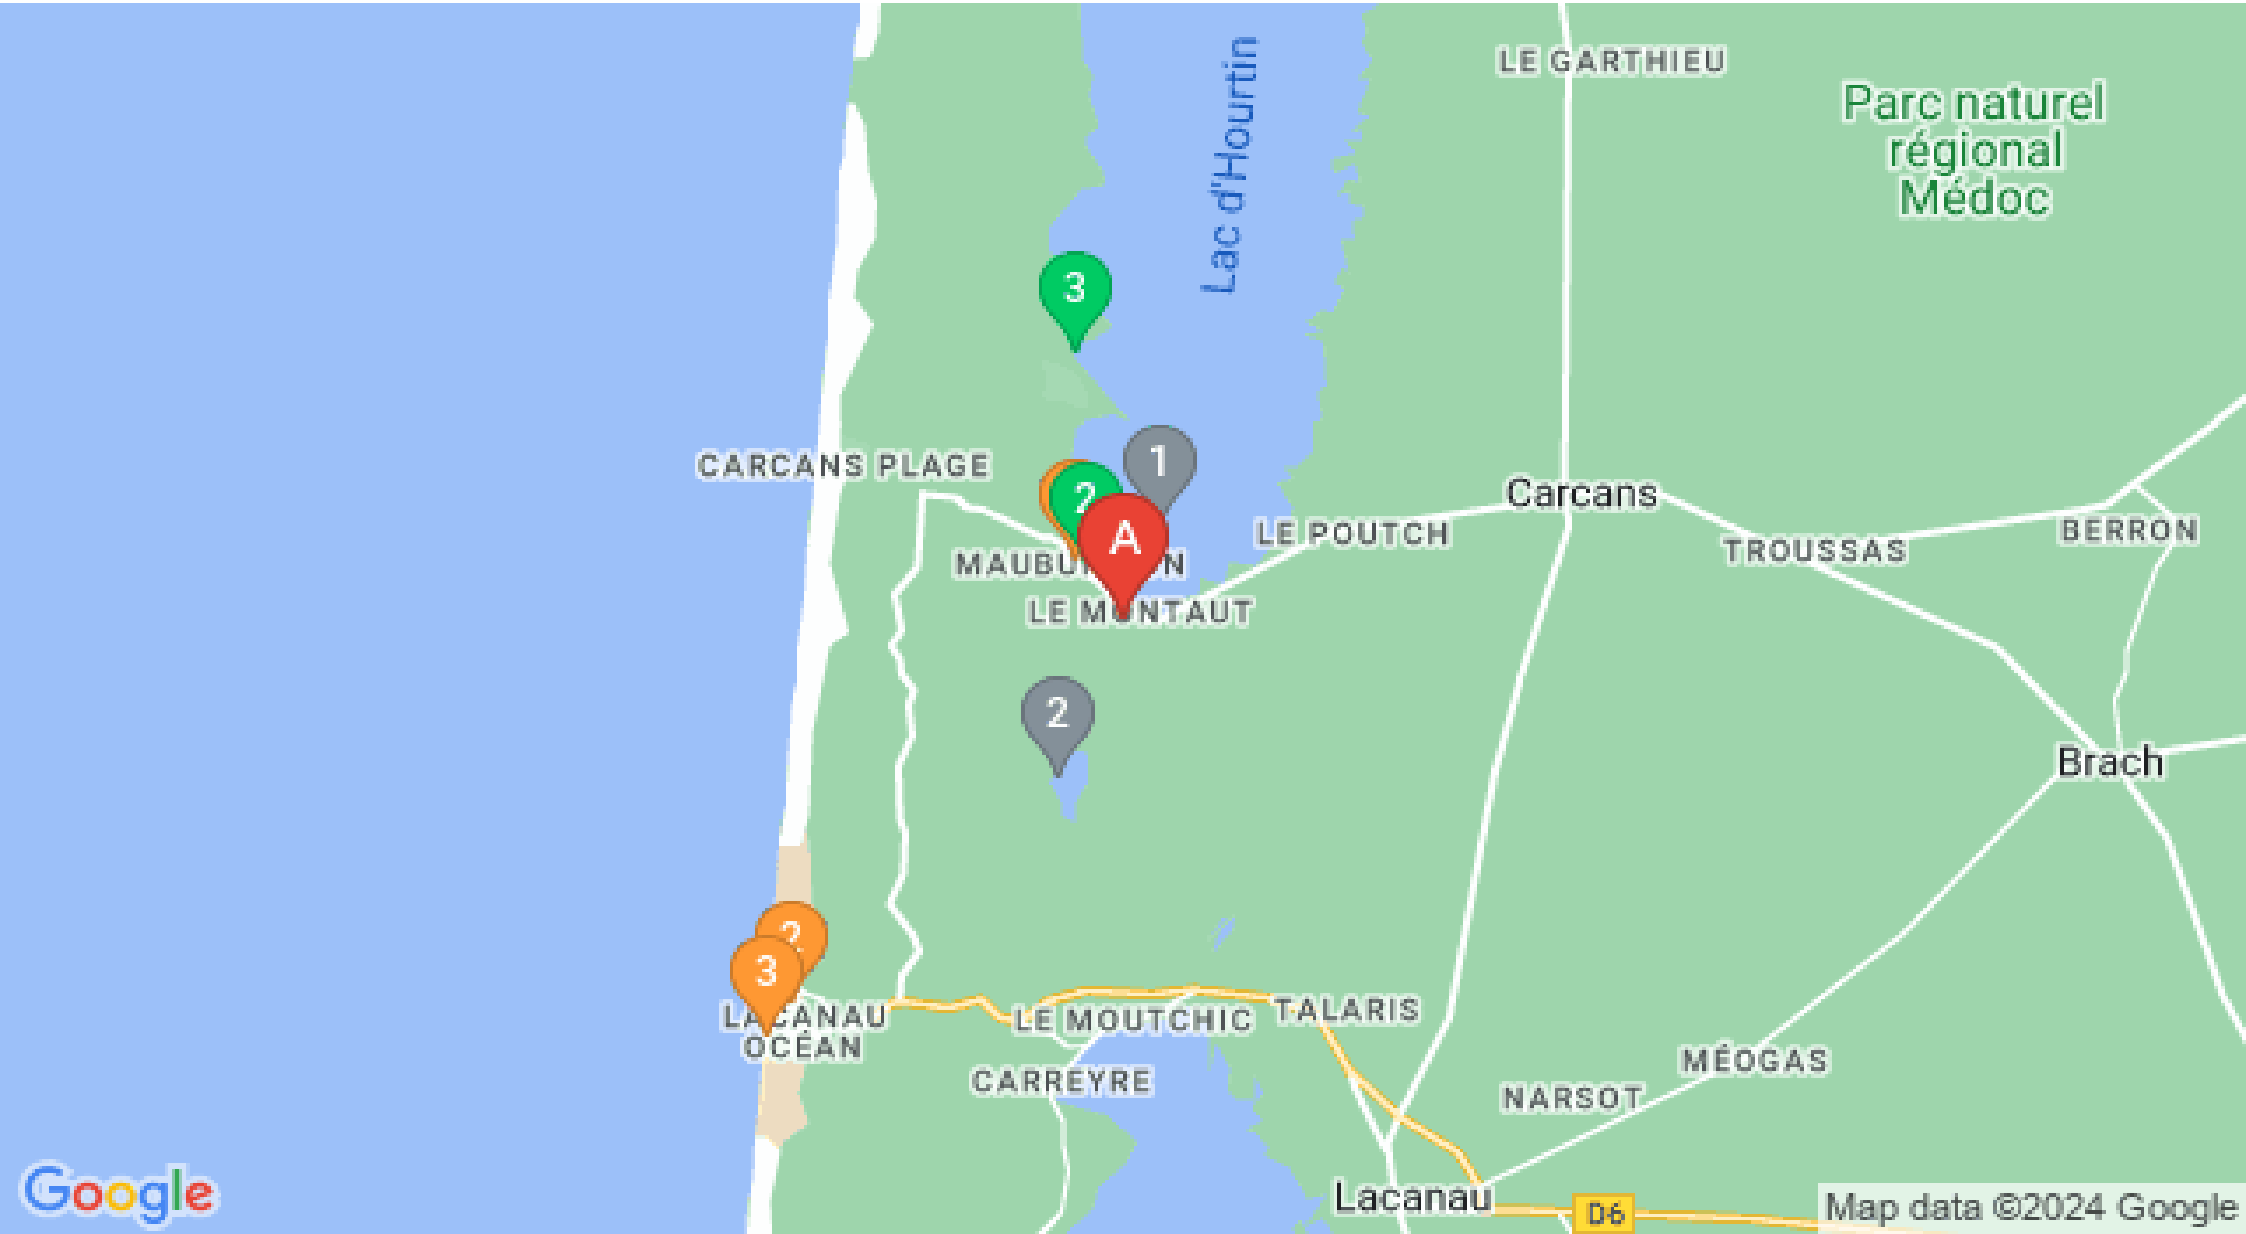 LE GARTHIEU
Parc naturel
régional
Médoc
Lac d'Hourtin
3
1
CARCANS PLAGE
2
Carcans
A
LE POUTCH
BERRON
TROUSSAS
LE MONTAUT
2
Brach
2
3
LACANAU
OCÉAN
LE MOUTCHIC
TALARIS
CARREYRE
MÉOGAS
NARSOT
Lacanau
D6
Google
Map data ©2024 Google